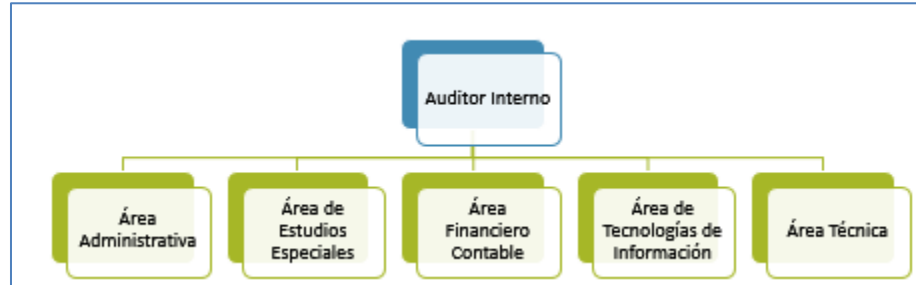 Auditor Interno
Área
Administrativa
Área de
Estudios
Especiales
Área
Financiero
Contable
Área de
Tecnologías de
Información
Área Técnica